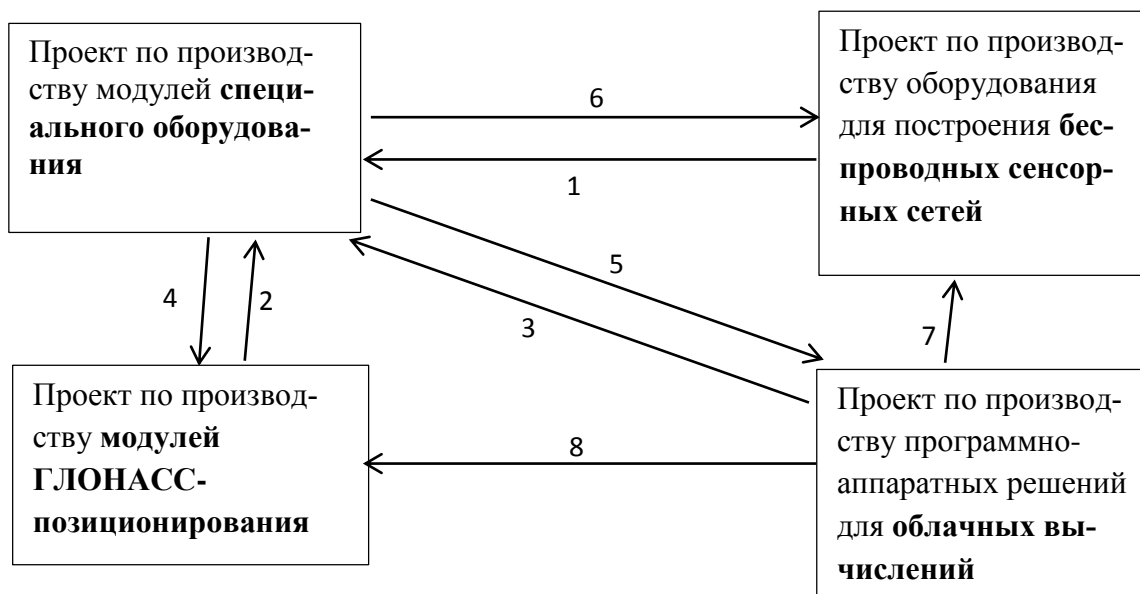 Проект по производ-
ству модулей специ-
ального оборудова-
ния
Проект по производ-
ству оборудования
для построения бес-
проводных сенсор-
ных сетей
6
1
5
3
4
2
7
8
Проект по производ-
ству модулей
ГЛОНАСС-
позиционирования
Проект по производ-
ству программно-
аппаратных решений
для облачных вы-
числений